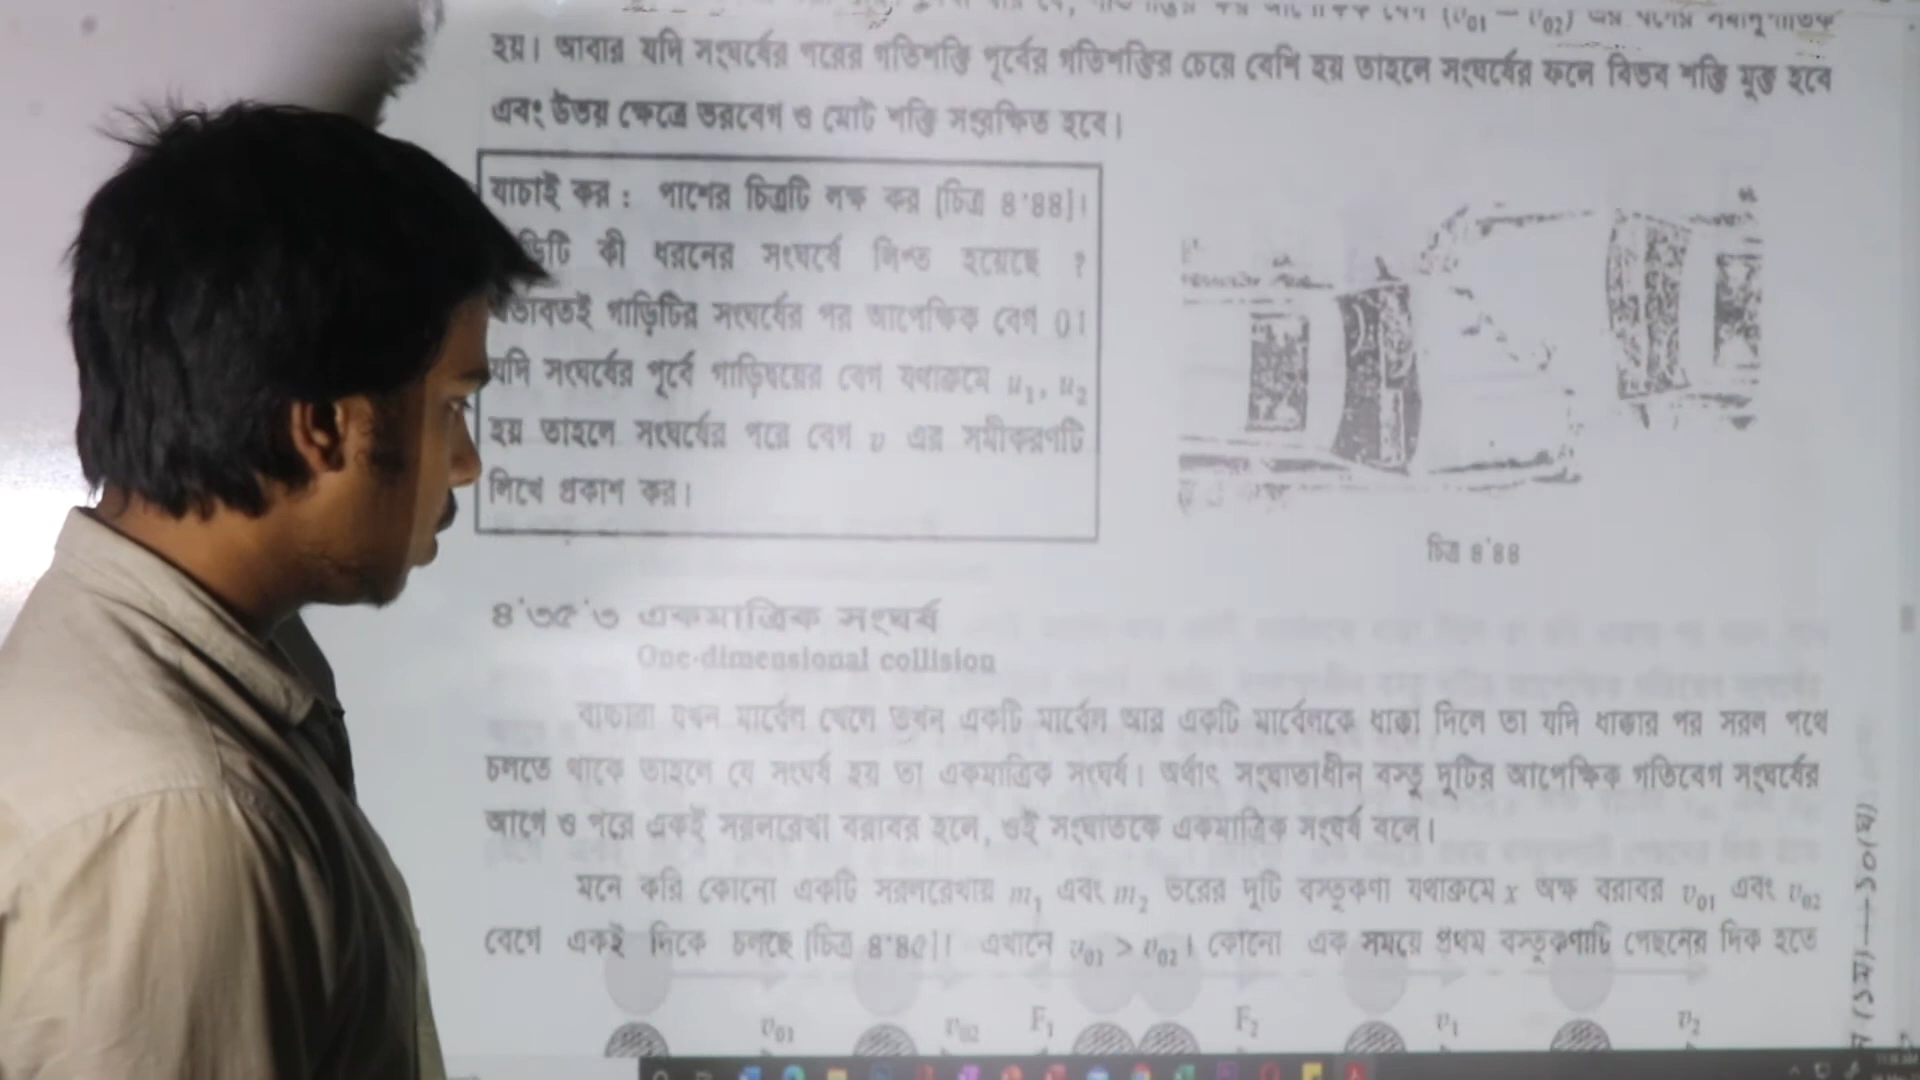 হয়। আবার যদি সংঘর্ষের পরের গতিশক্তি পূর্বের গতিশক্তির চেয়ে বেশি হয় তাহলে সংঘর্ষের ফলে বিভব শক্তি মুক্ত হবে
এবং উভয় ক্ষেত্রে ভরবেগ ও মোট শক্তি সংরক্ষিত হবে।
যাচাই কর : পাশের চিত্রটি লক্ষ কর [চিত্র ৪'৪৪]।
কী ধরনের সংঘর্ষে লিপ্ত হয়েছে ?
গাড়িটির সংঘর্ষের পর আপেক্ষিক বেগ 0।
যদি সংঘর্ষের পূর্বে গাড়িদ্বয়ের বেগ যথাক্রমে u₁, u₂
হয় তাহলে সংঘর্ষের পরে বেগ v এর সমীকরণটি
লিখে প্রকাশ কর।
চিত্র ৪'৪৪
৪'৩৫'৩ একমাত্রিক সংঘর্ষ
One-dimensional collision
বাচ্চারা যখন মার্বেল খেলে তখন একটি মার্বেল আর একটি মার্বেলকে ধাক্কা দিলে তা যদি ধাক্কার পর সরল পথে
চলতে থাকে তাহলে যে সংঘর্ষ হয় তা একমাত্রিক সংঘর্ষ। অর্থাৎ সংঘাতাধীন বস্তু দুটির আপেক্ষিক গতিবেগ সংঘর্ষের
আগে ও পরে একই সরলরেখা বরাবর হলে, ওই সংঘাতকে একমাত্রিক সংঘর্ষ বলে।
মনে করি কোনো একটি সরলরেখায় m₁ এবং m₂ ভরের দুটি বস্তুকণা যথাক্রমে x অক্ষ বরাবর v₀₁ এবং v₀₂
বেগে একই দিকে চলছে [চিত্র ৪'৪৫]। এখানে v₀₁ > v₀₂। কোনো এক সময়ে প্রথম বস্তুকণাটি পেছনের দিক হতে
v₀₁ v₀₂ F₁ F₂ v₁ v₂